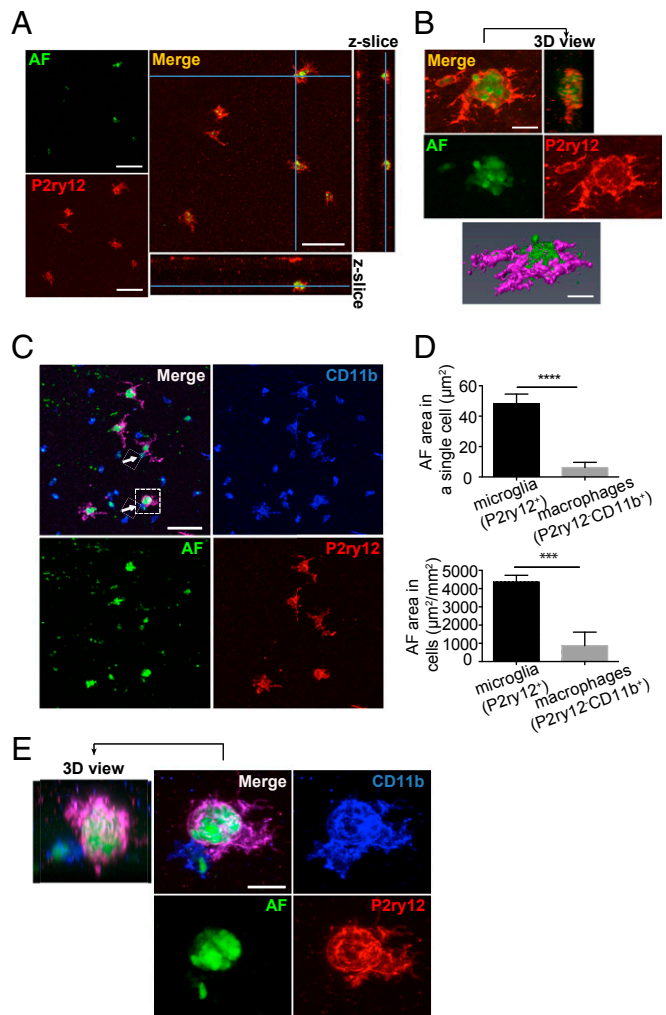 A
AF
P2ry12
Merge
z-slice
z-slice
B
3D view
Merge
AF
P2ry12
C
Merge
CD11b
AF
P2ry12
D
AF area in
a single cell (μm²)
60
40
20
0
****
microglia
(P2ry12⁺)
macrophages
(P2ry12⁻CD11b⁺)
AF area in
cells (μm²/mm²)
5000
4000
3000
2000
1000
0
***
microglia
(P2ry12⁺)
macrophages
(P2ry12⁻CD11b⁺)
E
3D view
Merge
CD11b
AF
P2ry12